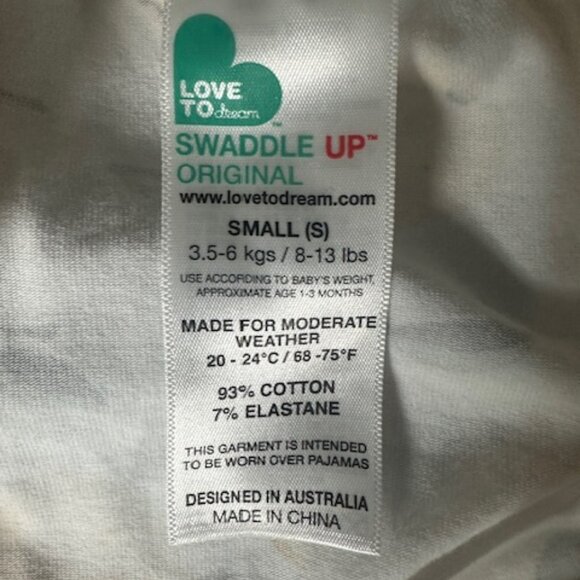 LOVE
TO dream™
SWADDLE UP™
ORIGINAL
www.lovetodream.com
SMALL (S)
3.5-6 kgs / 8-13 lbs
USE ACCORDING TO BABY'S WEIGHT,
APPROXIMATE AGE 1-3 MONTHS
MADE FOR MODERATE
WEATHER
20 - 24°C / 68 -75°F
93% COTTON
7% ELASTANE
THIS GARMENT IS INTENDED
TO BE WORN OVER PAJAMAS
DESIGNED IN AUSTRALIA
MADE IN CHINA